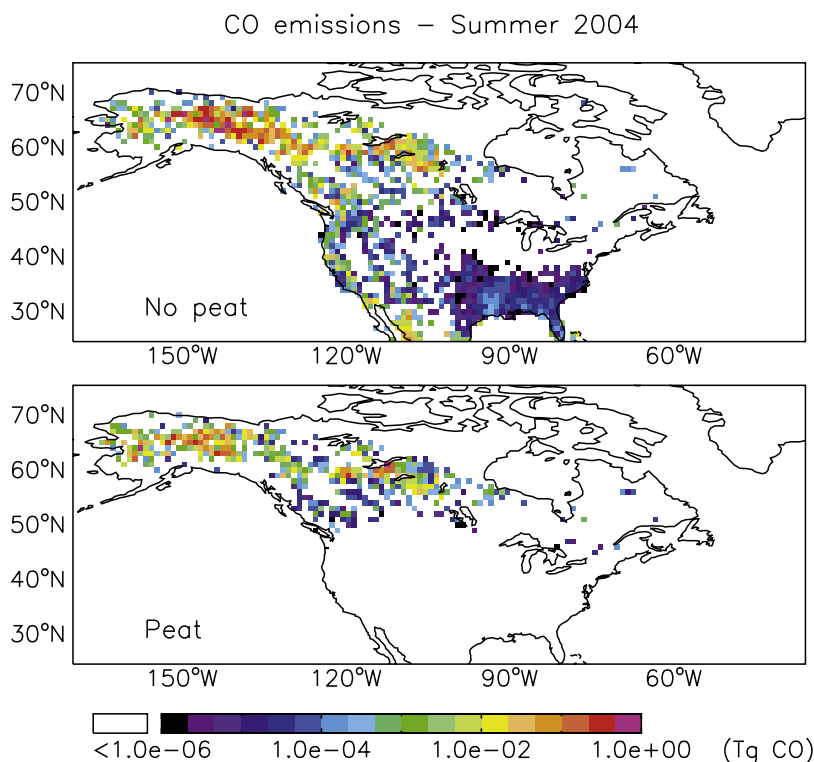 CO emissions – Summer 2004
70°N
60°N
50°N
40°N
30°N
No peat
150°W 120°W 90°W 60°W
70°N
60°N
50°N
40°N
30°N
Peat
150°W 120°W 90°W 60°W
<1.0e-06 1.0e-04 1.0e-02 1.0e+00 (Tg CO)